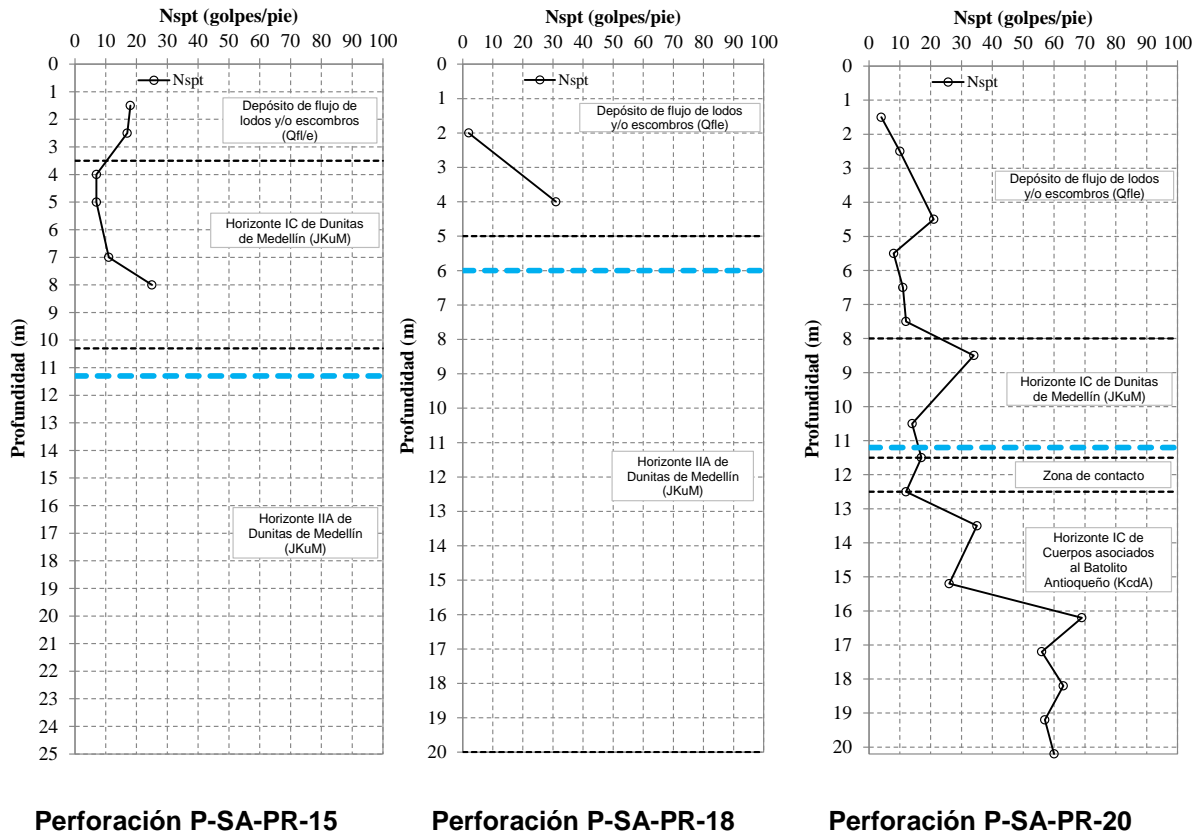 Nspt (golpes/pie)
0 10 20 30 40 50 60 70 80 90 100
0
1
2
3
4
5
6
7
8
9
10
11
12
13
14
15
16
17
18
19
20
21
22
23
24
25
Profundidad (m)
Nspt
Depósito de flujo de
lodos y/o escombros
(Qfl/e)
Horizonte IC de Dunitas
de Medellín (JKuM)
Horizonte IIA de
Dunitas de Medellín
(JKuM)
Perforación P-SA-PR-15
Nspt (golpes/pie)
0 10 20 30 40 50 60 70 80 90 100
0
1
2
3
4
5
6
7
8
9
10
11
12
13
14
15
16
17
18
19
20
Profundidad (m)
Nspt
Depósito de flujo de lodos
y/o escombros (Qfle)
Horizonte IIA de
Dunitas de Medellín
(JKuM)
Perforación P-SA-PR-18
Nspt (golpes/pie)
0 10 20 30 40 50 60 70 80 90 100
0
1
2
3
4
5
6
7
8
9
10
11
12
13
14
15
16
17
18
19
20
Profundidad (m)
Nspt
Depósito de flujo de lodos
y/o escombros (Qfle)
Horizonte IC de Dunitas
de Medellín (JKuM)
Zona de contacto
Horizonte IC de
Cuerpos asociados
al Batolito
Antioqueño (KcdA)
Perforación P-SA-PR-20